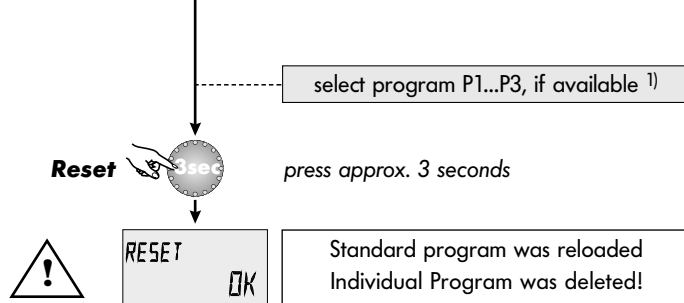 select program P1...P3, if available 1)
Reset 3sec press approx. 3 seconds
RESET
OK
Standard program was reloaded
Individual Program was deleted!
!